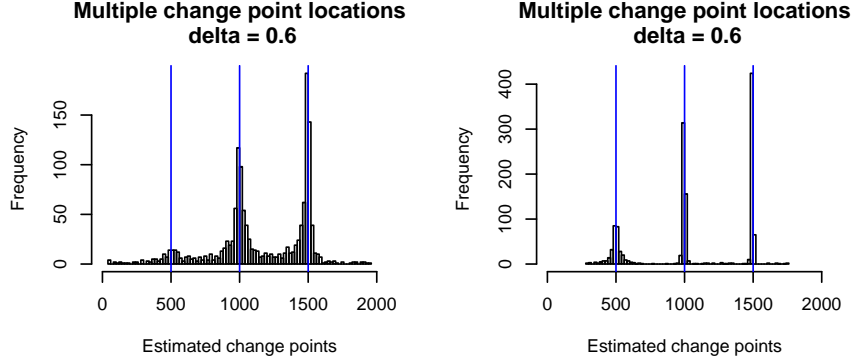 Multiple change point locations
delta = 0.6
Frequency
0 50 100 150
0 500 1000 1500 2000
Estimated change points
Multiple change point locations
delta = 0.6
Frequency
0 100 200 300 400
0 500 1000 1500 2000
Estimated change points